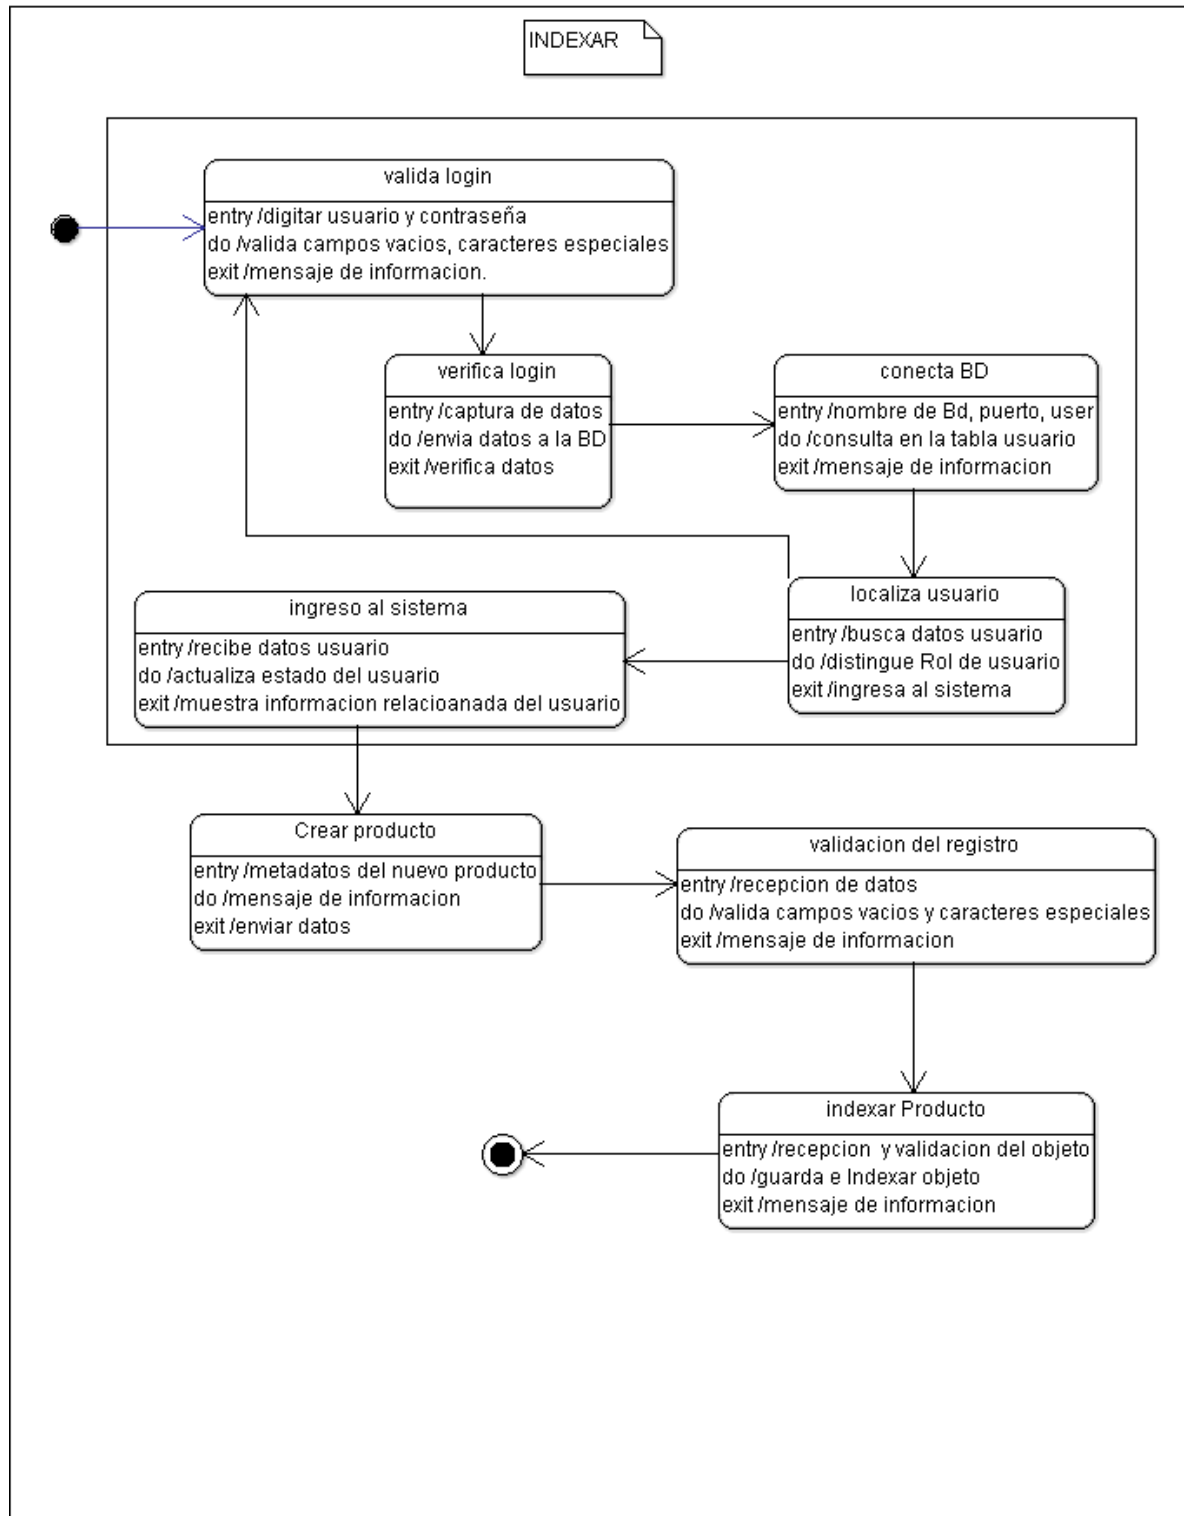 INDEXAR
valida login
entry /digitar usuario y contraseña
do /valida campos vacios, caracteres especiales
exit /mensaje de informacion.
verifica login
entry /captura de datos
do /envia datos a la BD
exit /verifica datos
conecta BD
entry /nombre de Bd, puerto, user
do /consulta en la tabla usuario
exit /mensaje de informacion
localiza usuario
entry /busca datos usuario
do /distingue Rol de usuario
exit /ingresa al sistema
ingreso al sistema
entry /recibe datos usuario
do /actualiza estado del usuario
exit /muestra informacion relacioanada del usuario
Crear producto
entry /metadatos del nuevo producto
do /mensaje de informacion
exit /enviar datos
validacion del registro
entry /recepcion de datos
do /valida campos vacios y caracteres especiales
exit /mensaje de informacion
indexar Producto
entry /recepcion  y validacion del objeto
do /guarda e Indexar objeto
exit /mensaje de informacion